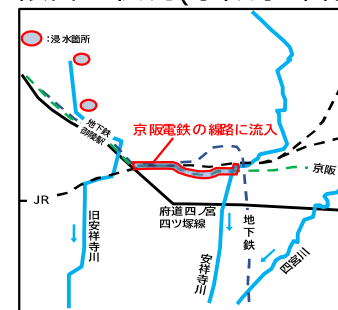 :浸水箇所
地下鉄
御陵駅
京阪電鉄の線路に流入
京阪
JR
府道四ノ宮
四ツ塚線
旧安祥寺川
安祥寺川
地下鉄
四宮川